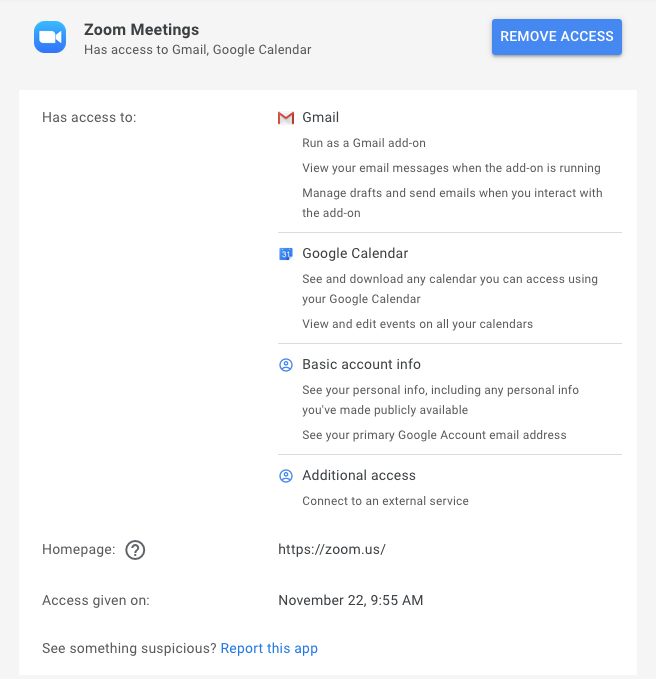 Zoom Meetings
Has access to Gmail, Google Calendar
REMOVE ACCESS
Has access to:
Gmail
Run as a Gmail add-on
View your email messages when the add-on is running
Manage drafts and send emails when you interact with
the add-on
31
Google Calendar
See and download any calendar you can access using
your Google Calendar
View and edit events on all your calendars
Basic account info
See your personal info, including any personal info
you've made publicly available
See your primary Google Account email address
Additional access
Connect to an external service
Homepage: ? https://zoom.us/
Access given on: November 22, 9:55 AM
See something suspicious? Report this app